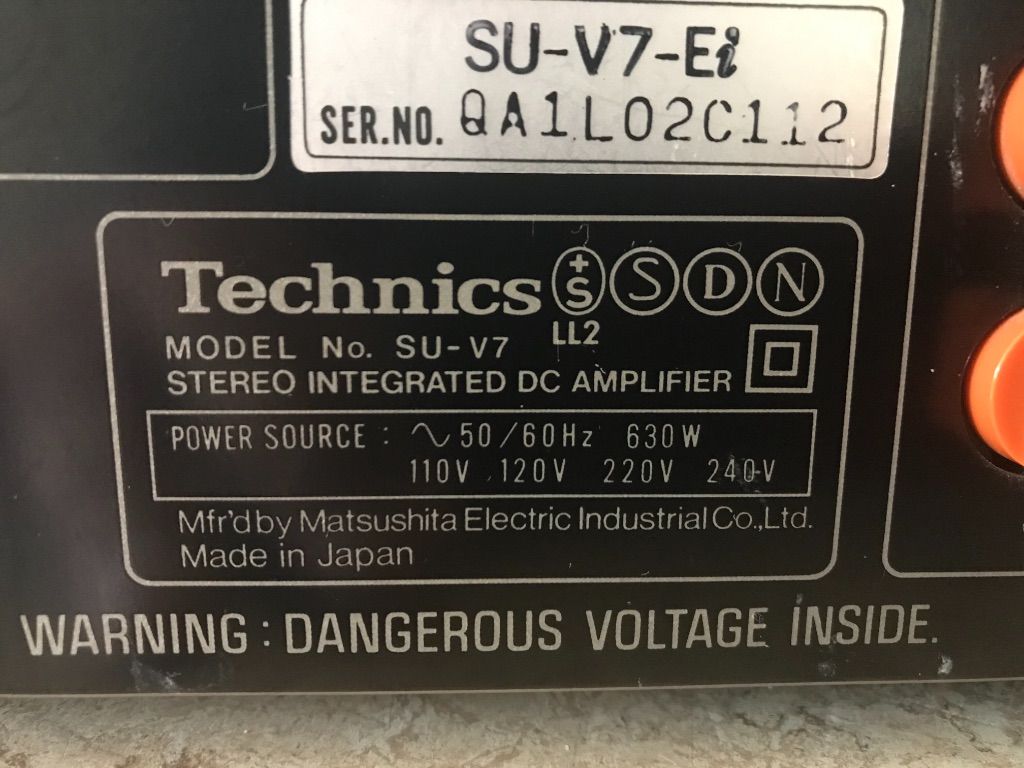 SU-V7-Ei
SER.NO. QA1L02C112
Technics +S S D N
LL2
MODEL No. SU-V7
STEREO INTEGRATED DC AMPLIFIER
POWER SOURCE : ~50/60Hz 630W
110V 120V 220V 240V
Mfr'd by Matsushita Electric Industrial Co.,Ltd.
Made in Japan
WARNING : DANGEROUS VOLTAGE INSIDE.